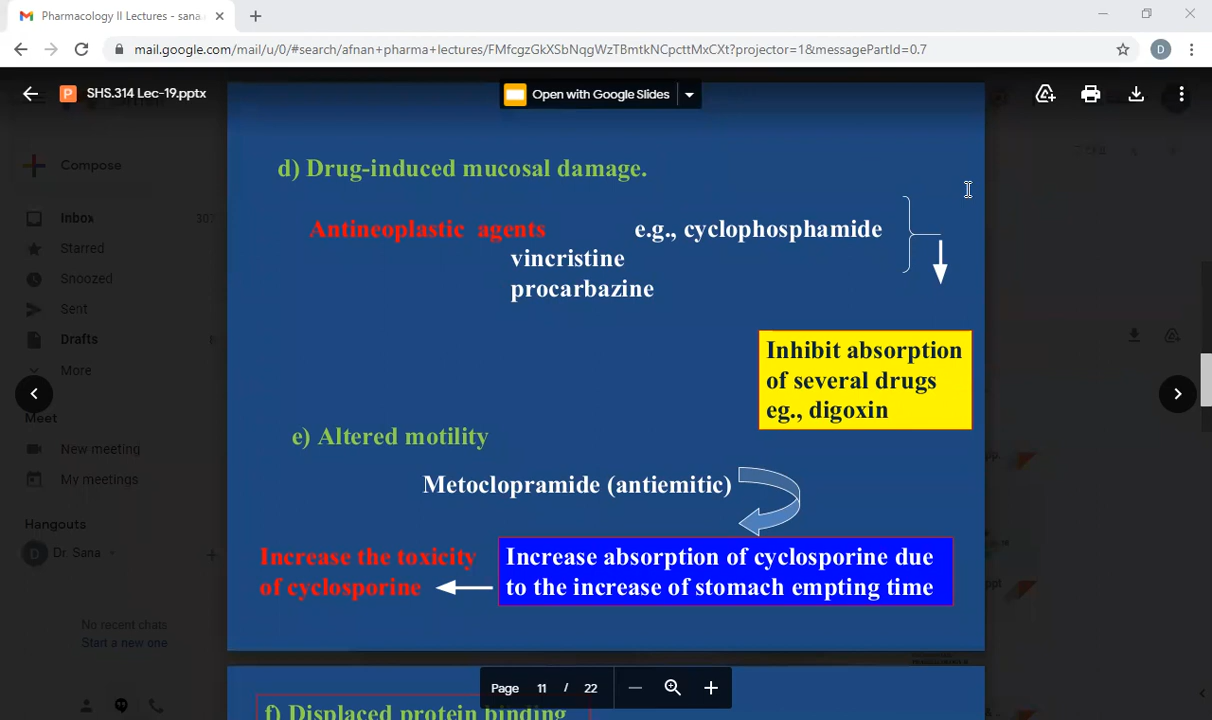 Pharmacology II Lectures - sana
mail.google.com/mail/u/0/#search/afnan+pharma+lectures/FMfcgzGkXSbNqgWzTBmtkNCpcttMxCXt?projector=1&messagePartId=0.7
D
SHS.314 Lec-19.pptx
Open with Google Slides
Compose
Inbox 307
Starred
Snoozed
Sent
Drafts
More
Meet
New meeting
My meetings
Hangouts
D Dr. Sana
No recent chats
Start a new one
d) Drug-induced mucosal damage.
Antineoplastic agents e.g., cyclophosphamide
vincristine
procarbazine
Inhibit absorption
of several drugs
eg., digoxin
e) Altered motility
Metoclopramide (antiemitic)
Increase the toxicity
of cyclosporine
Increase absorption of cyclosporine due
to the increase of stomach empting time
Page 11 / 22
f) Displaced protein binding